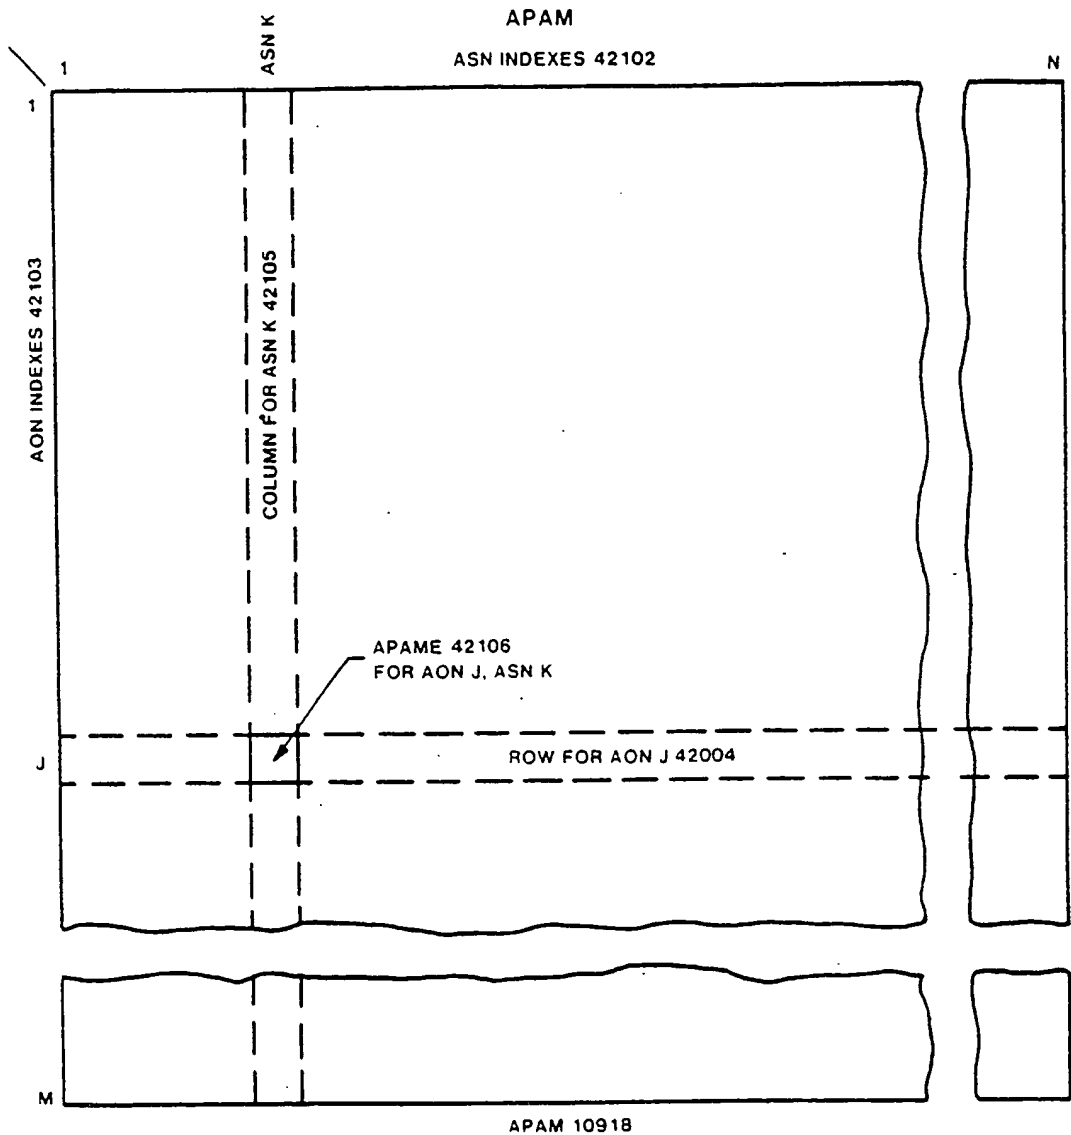 APAM
ASN K
ASN INDEXES 42102
1
N
1
AON INDEXES 42103
COLUMN FOR ASN K 42105
APAME 42106
FOR AON J, ASN K
J
ROW FOR AON J 42004
M
APAM 10918